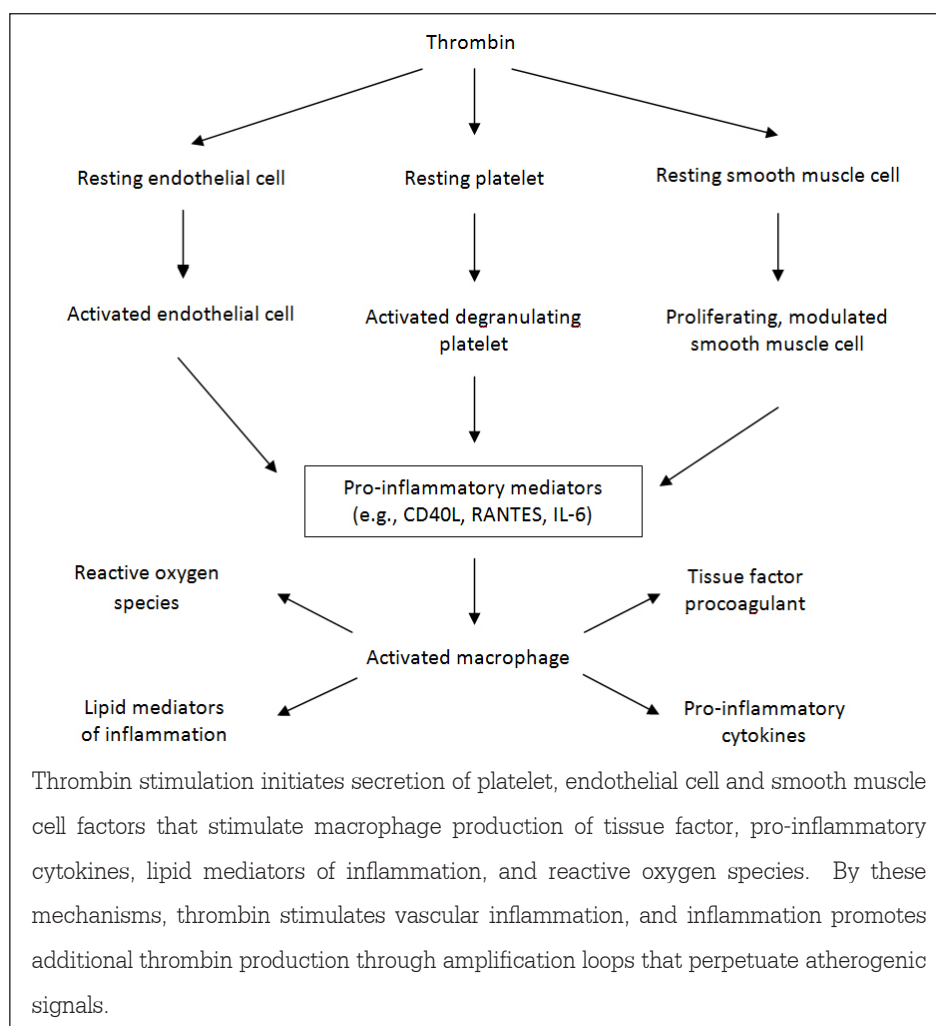 Thrombin
Resting endothelial cell
Resting platelet
Resting smooth muscle cell
Activated endothelial cell
Activated degranulating
platelet
Proliferating, modulated
smooth muscle cell
Pro-inflammatory mediators
(e.g., CD40L, RANTES, IL-6)
Reactive oxygen
species
Tissue factor
procoagulant
Activated macrophage
Lipid mediators
of inflammation
Pro-inflammatory
cytokines
Thrombin stimulation initiates secretion of platelet, endothelial cell and smooth muscle
cell factors that stimulate macrophage production of tissue factor, pro-inflammatory
cytokines, lipid mediators of inflammation, and reactive oxygen species. By these
mechanisms, thrombin stimulates vascular inflammation, and inflammation promotes
additional thrombin production through amplification loops that perpetuate atherogenic
signals.